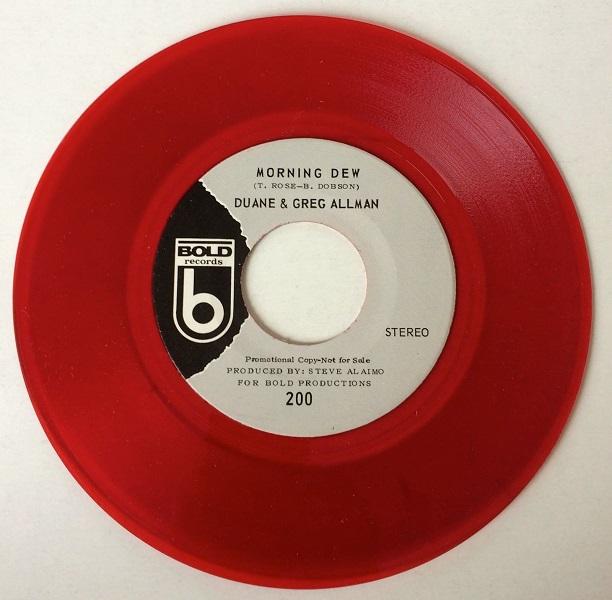 MORNING DEW
(T. ROSE—B. DOBSON)
DUANE & GREG ALLMAN
BOLD
records
b
STEREO
Promotional Copy-Not for Sale
PRODUCED BY: STEVE ALAIMO
FOR BOLD PRODUCTIONS
200